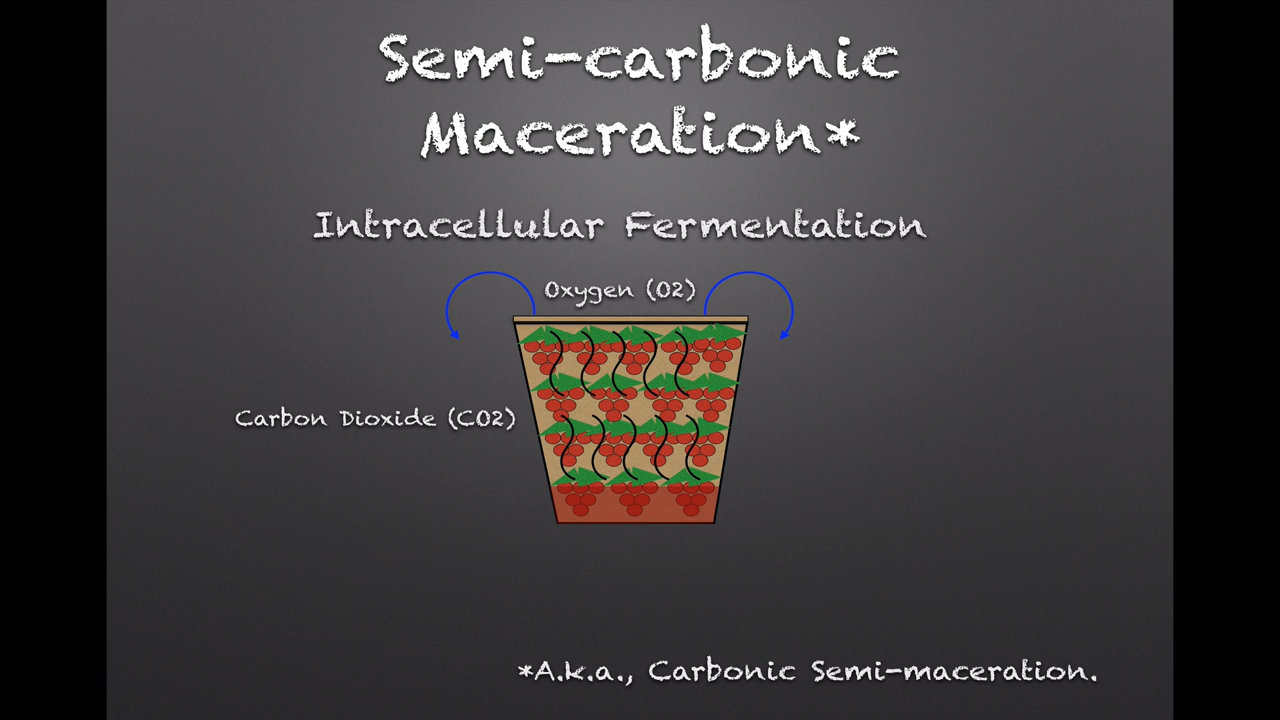 Semi-carbonic
Maceration*
Intracellular Fermentation
Oxygen (O2)
Carbon Dioxide (CO2)
*A.k.a., Carbonic Semi-maceration.